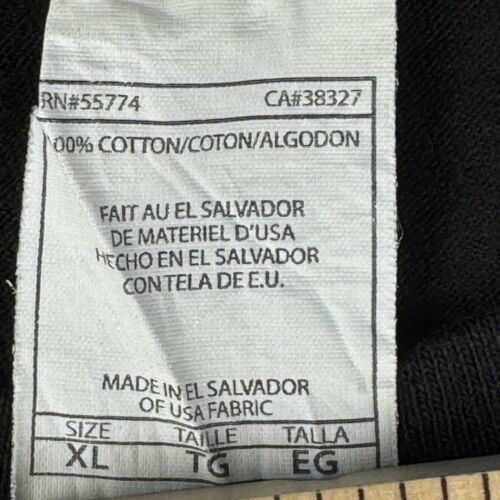 RN#55774 CA#38327
00% COTTON/COTON/ALGODON
FAIT AU EL SALVADOR
DE MATERIEL D'USA
HECHO EN EL SALVADOR
CON TELA DE E.U.
MADE IN EL SALVADOR
OF USA FABRIC
SIZE TAILLE TALLA
XL TG EG